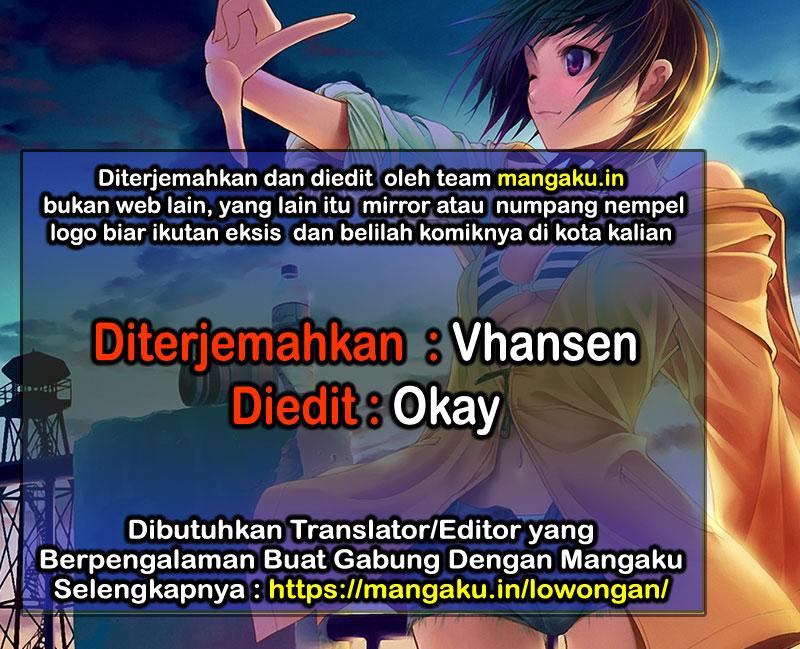 Diterjemahkan dan diedit oleh team mangaku.in
bukan web lain, yang lain itu mirror atau numpang nempel
logo biar ikutan eksis dan belilah komiknya di kota kalian
Diterjemahkan : Vhansen
Diedit : Okay
Dibutuhkan Translator/Editor yang
Berpengalaman Buat Gabung Dengan Mangaku
Selengkapnya : https://mangaku.in/lowongan/